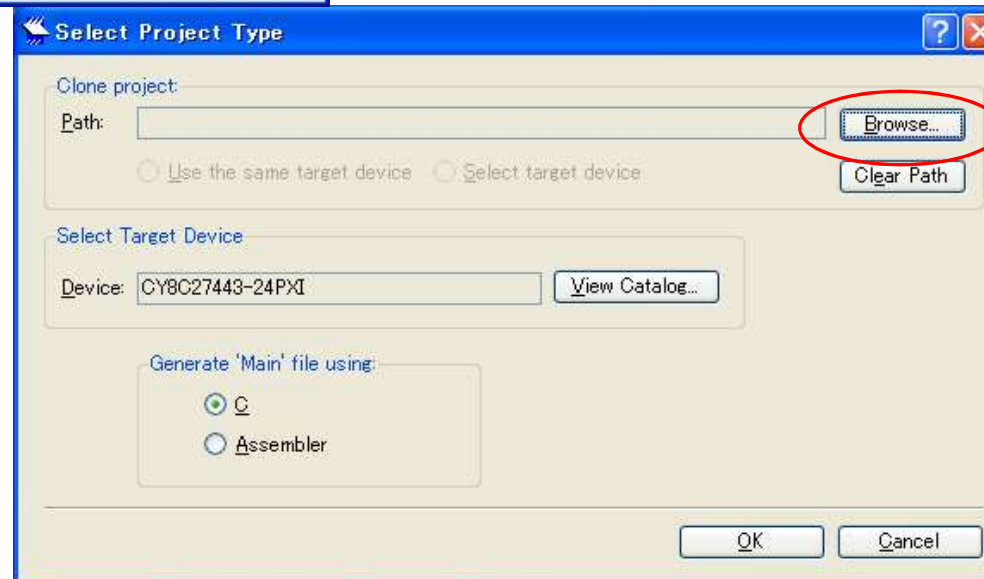 Select Project Type
Clone project:
Path:
Browse...
Use the same target device
Select target device
Clear Path
Select Target Device
Device: CY8C27443-24PXI
View Catalog...
Generate 'Main' file using:
C
Assembler
OK
Cancel